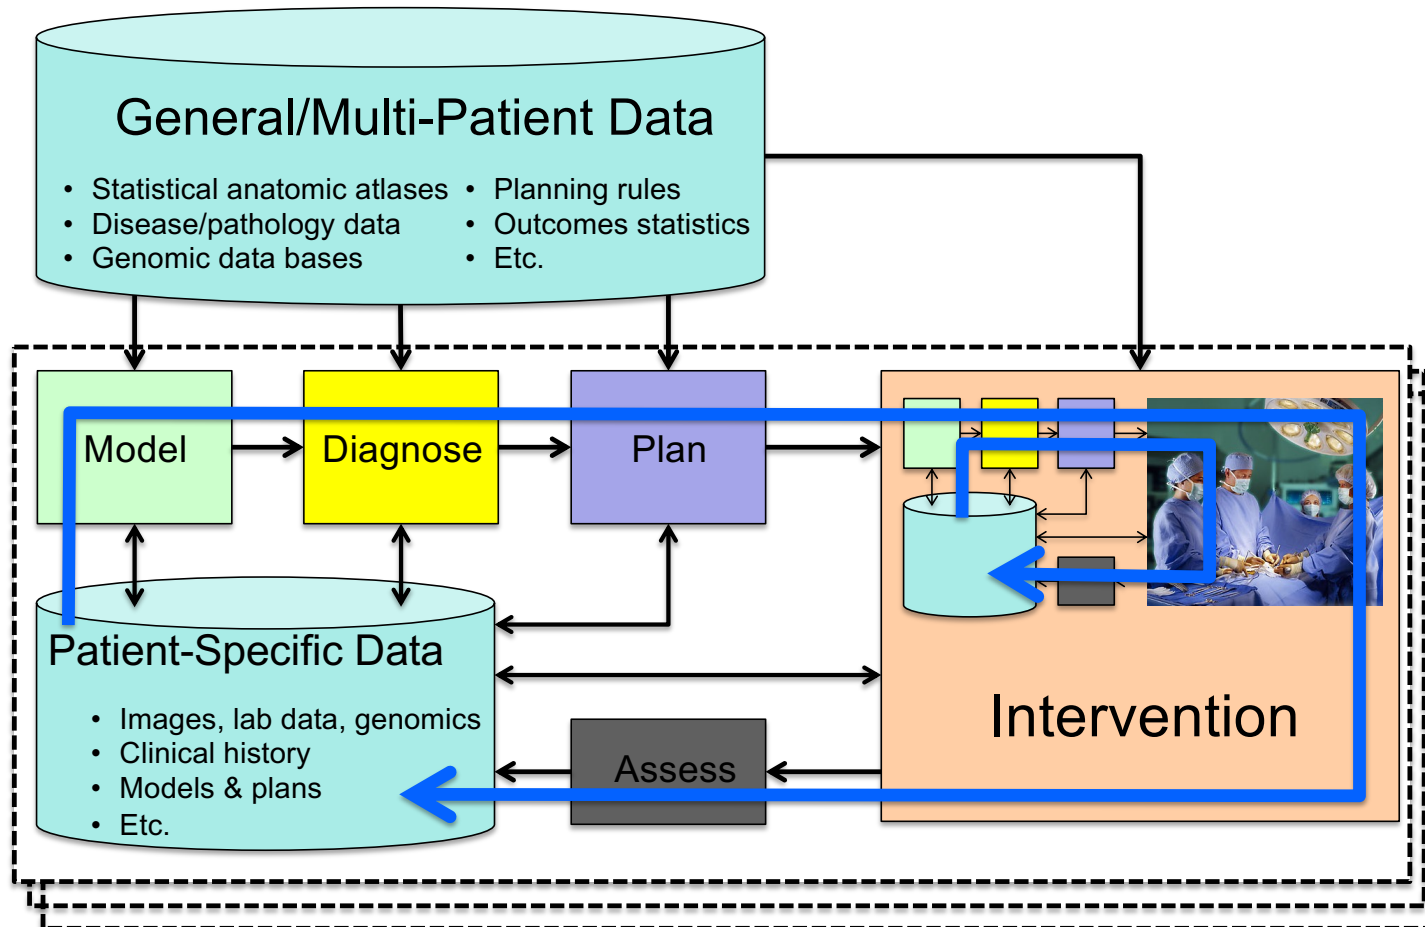 General/Multi-Patient Data
• Statistical anatomic atlases
• Disease/pathology data
• Genomic data bases
• Planning rules
• Outcomes statistics
• Etc.
Model
Diagnose
Plan
Patient-Specific Data
• Images, lab data, genomics
• Clinical history
• Models & plans
• Etc.
Assess
Intervention